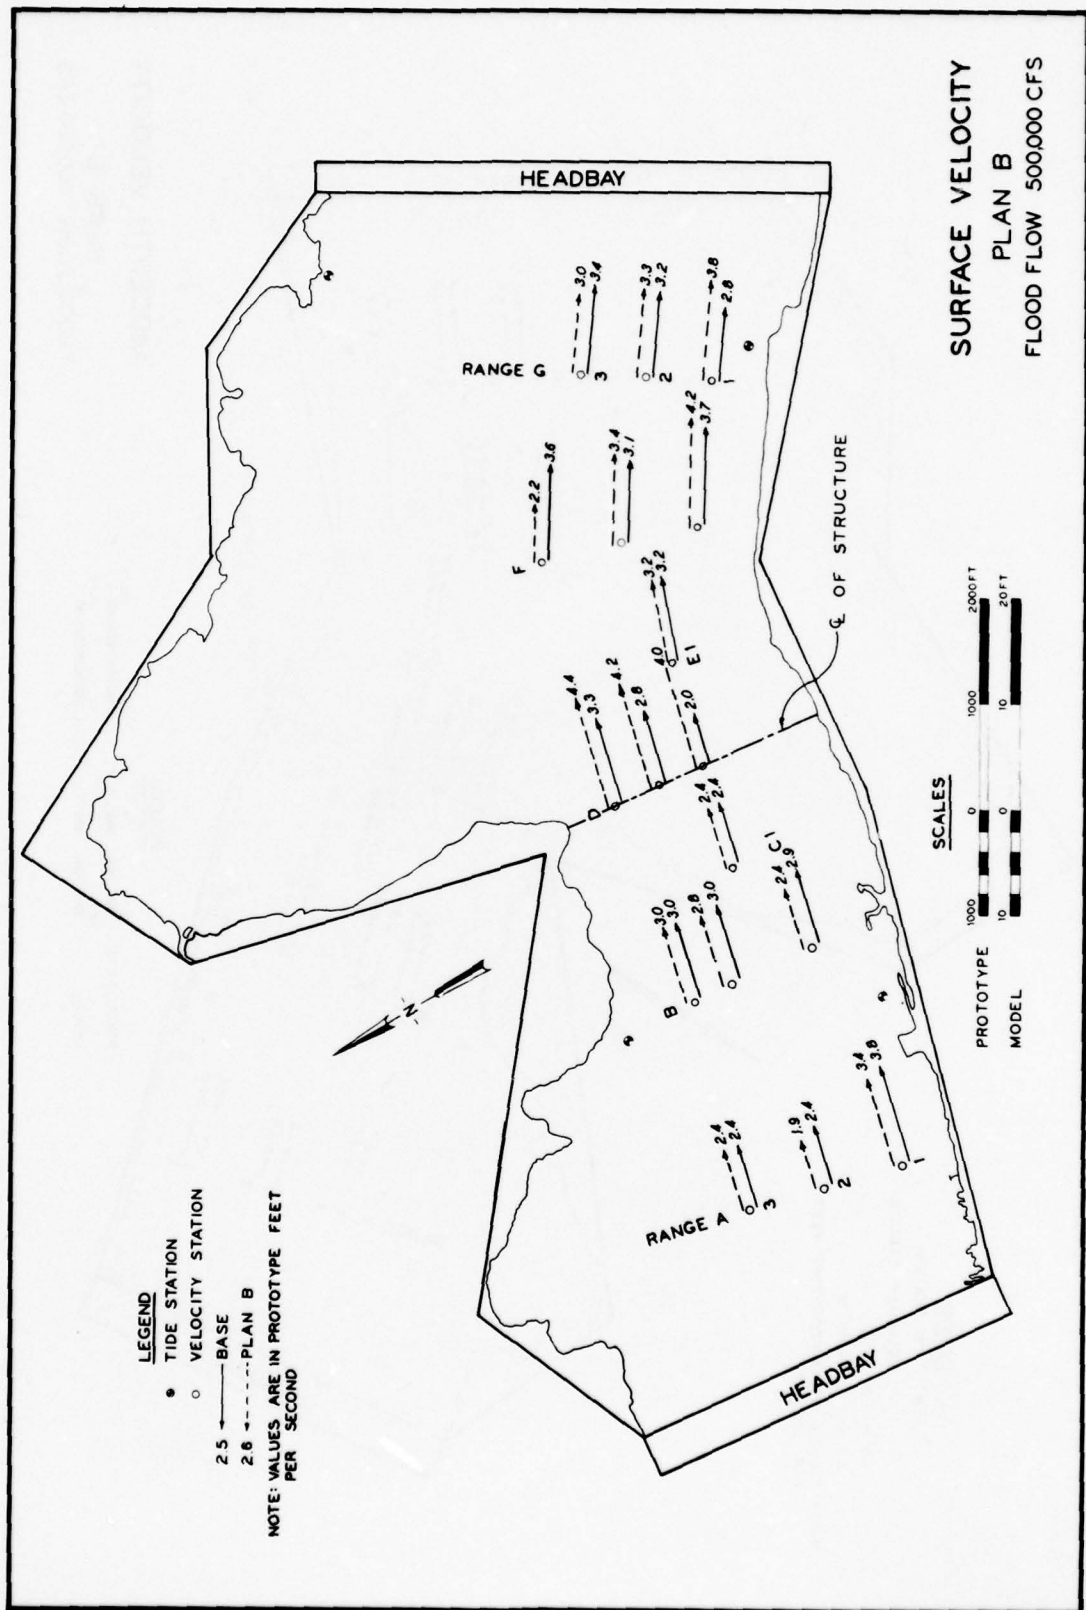 SURFACE VELOCITY
PLAN B
FLOOD FLOW 500,000 CFS
HEADBAY
RANGE G
3.0
3.4
3
3.3
3.2
2
3.8
2.8
1
F
2.2
3.6
3.4
3.1
4.2
3.7
3.2
3.2
E1
D
4.4
3.3
4.2
2.8
4.0
2.0
℄ OF STRUCTURE
2.4
2.4
C1
2.4
2.9
B
3.0
3.0
2.8
3.0
N
RANGE A
2.4
2.4
3
1.9
2.4
2
3.4
3.8
1
HEADBAY
SCALES
PROTOTYPE 1000 0 1000 2000 FT
MODEL 10 0 10 20 FT
LEGEND
TIDE STATION
VELOCITY STATION
2.5 BASE
2.6 PLAN B
NOTE: VALUES ARE IN PROTOTYPE FEET
PER SECOND